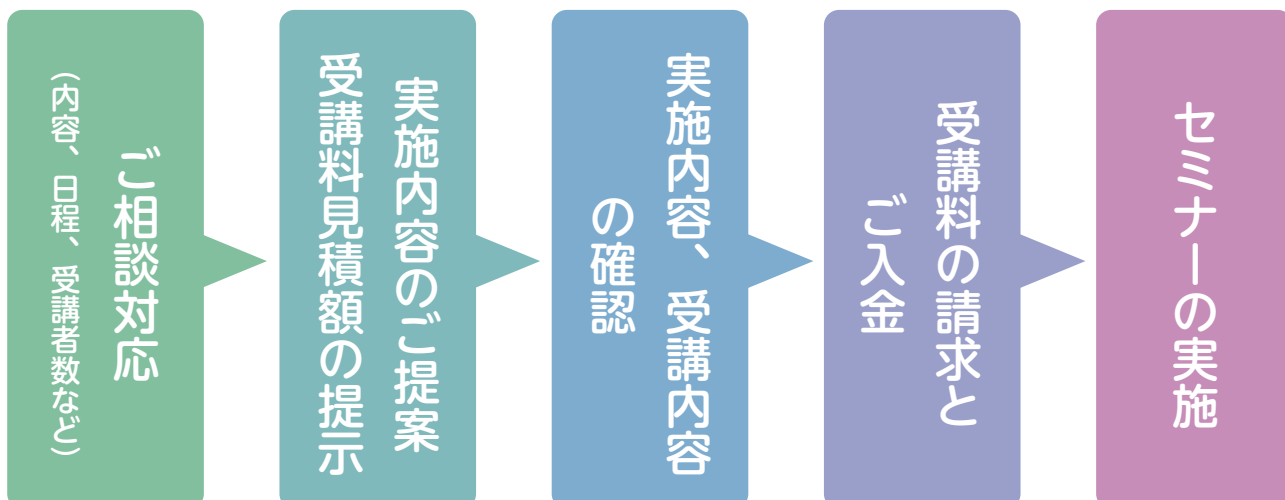 ご相談対応
（内容、日程、受講者数など）
実施内容のご提案
受講料見積額の提示
実施内容、受講内容
の確認
受講料の請求と
ご入金
セミナーの実施